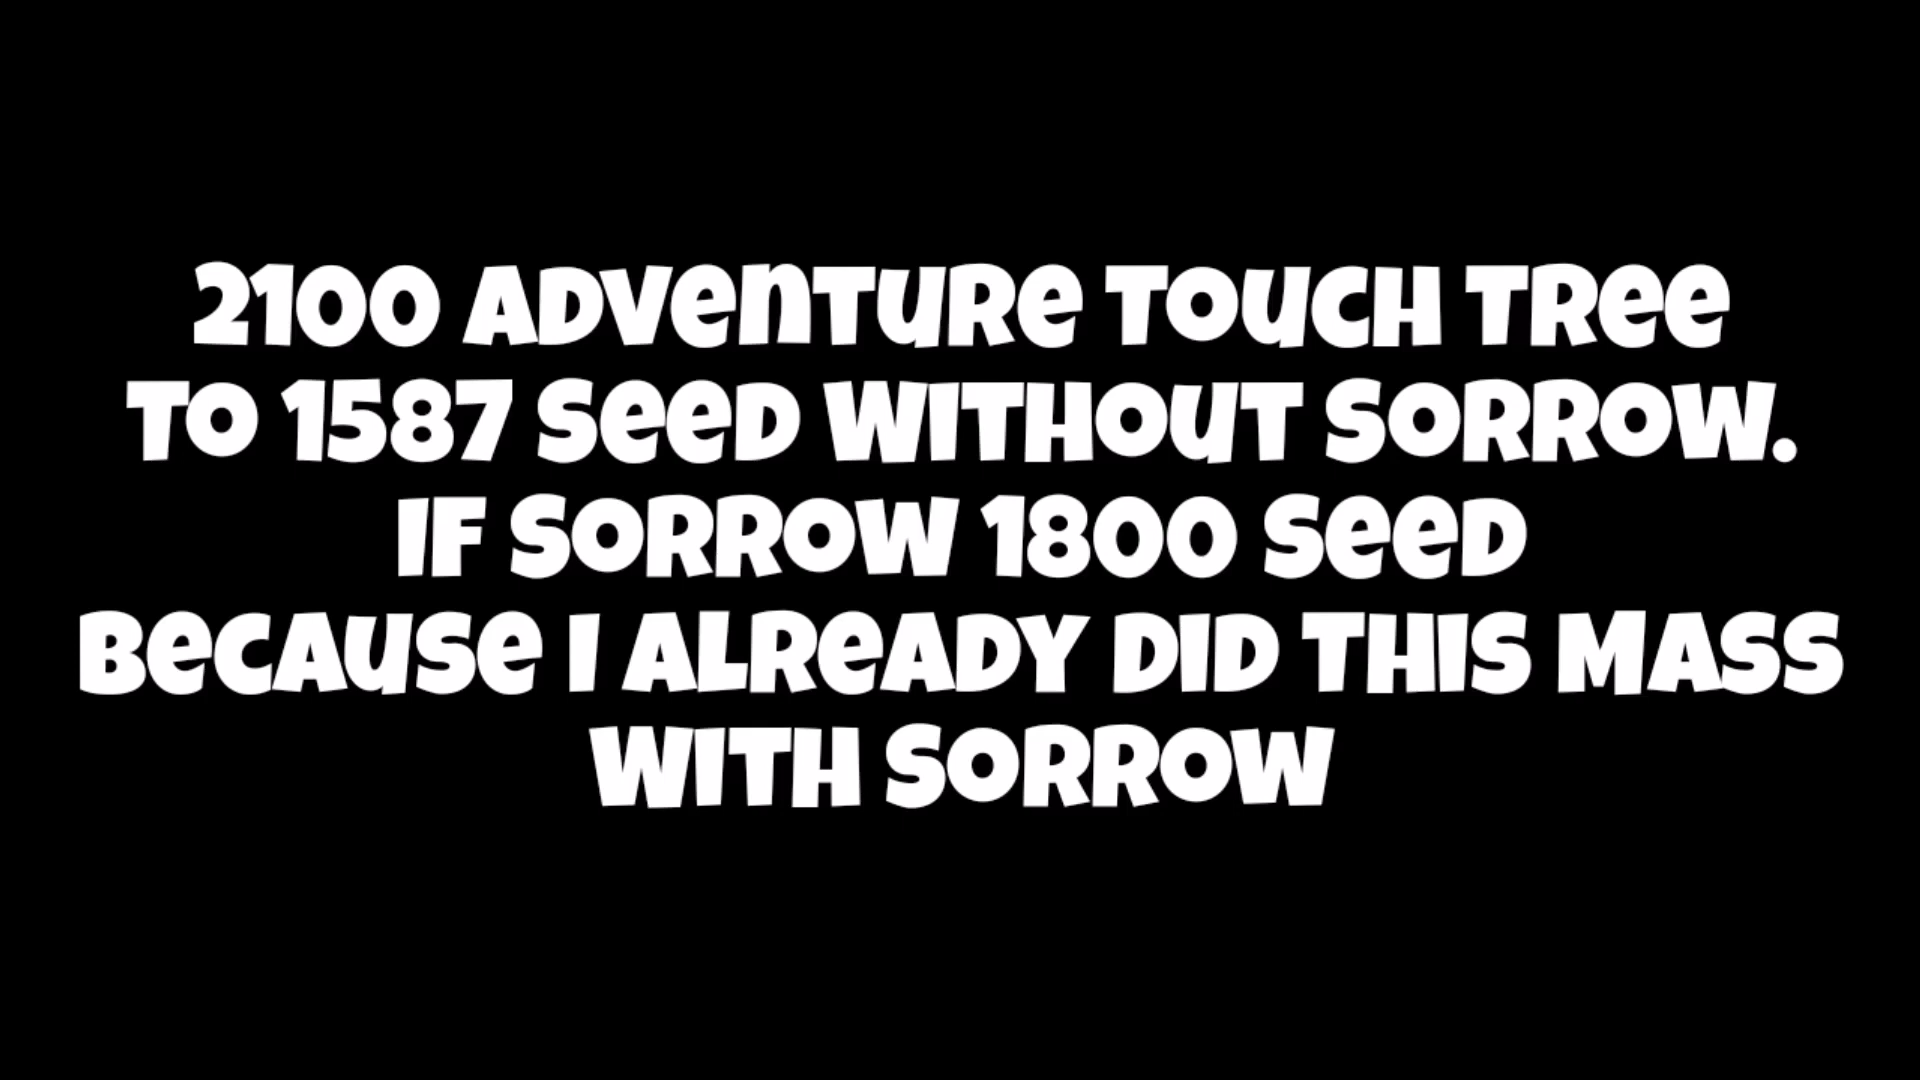 2100 ADVENTURE TOUCH TREE
TO 1587 SEED WITHOUT SORROW.
IF SORROW 1800 SEED
BECAUSE I ALREADY DID THIS MASS
WITH SORROW